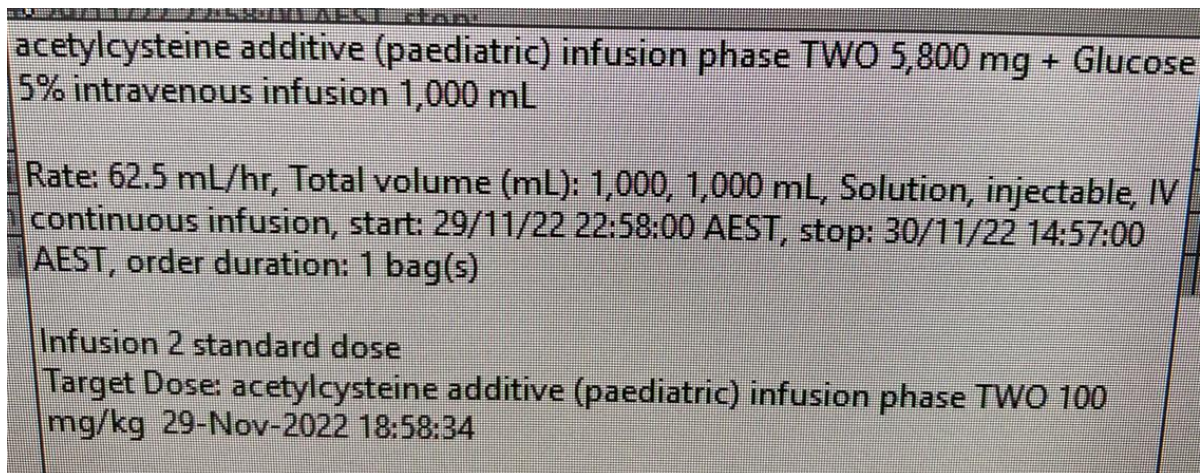 acetylcysteine additive (paediatric) infusion phase TWO 5,800 mg + Glucose
5% intravenous infusion 1,000 mL
Rate: 62.5 mL/hr, Total volume (mL): 1,000, 1,000 mL, Solution, injectable, IV
continuous infusion, start: 29/11/22 22:58:00 AEST, stop: 30/11/22 14:57:00
AEST, order duration: 1 bag(s)
Infusion 2 standard dose
Target Dose: acetylcysteine additive (paediatric) infusion phase TWO 100
mg/kg 29-Nov-2022 18:58:34